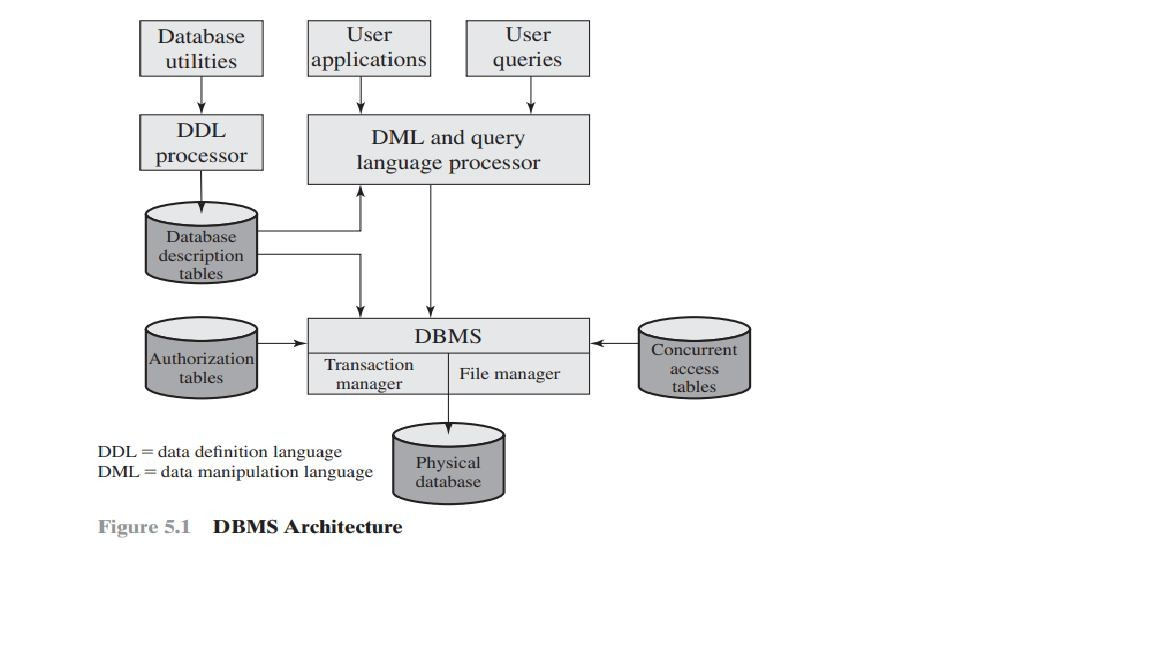 Database
utilities
User
applications
User
queries
DDL
processor
DML and query
language processor
Database
description
tables
DBMS
Transaction
manager
File manager
Authorization
tables
Concurrent
access
tables
Physical
database
DDL = data definition language
DML = data manipulation language
Figure 5.1 DBMS Architecture